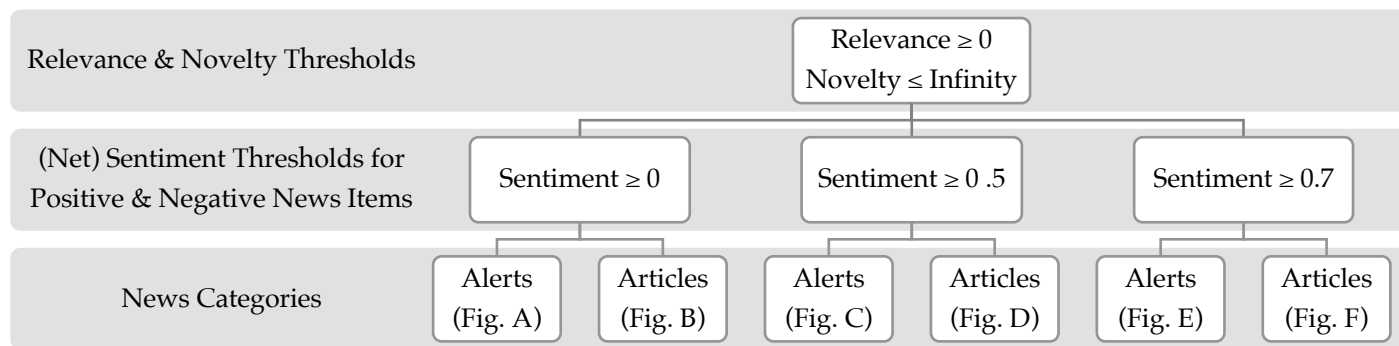 Relevance & Novelty Thresholds
Relevance ≥ 0
Novelty ≤ Infinity
(Net) Sentiment Thresholds for
Positive & Negative News Items
Sentiment ≥ 0
Sentiment ≥ 0 .5
Sentiment ≥ 0.7
News Categories
Alerts
(Fig. A)
Articles
(Fig. B)
Alerts
(Fig. C)
Articles
(Fig. D)
Alerts
(Fig. E)
Articles
(Fig. F)